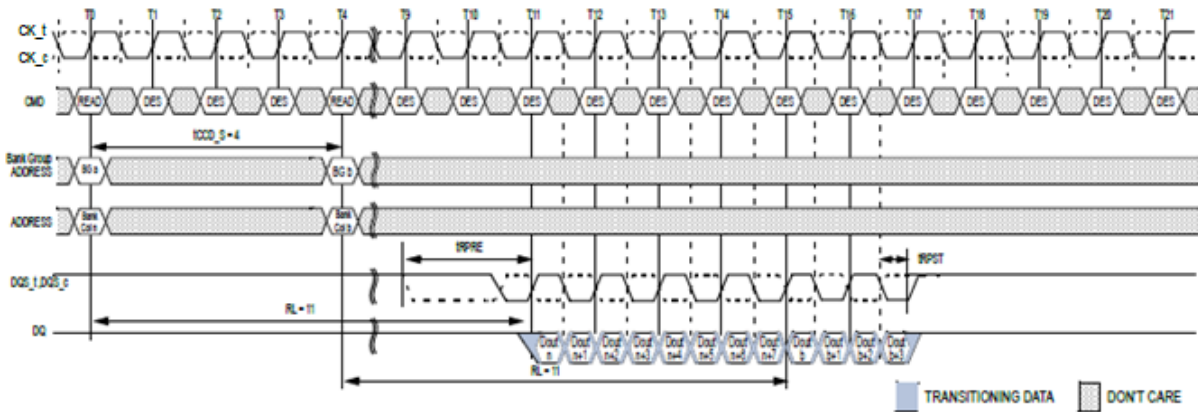 T0 T1 T2 T3 T4 T9 T10 T11 T12 T13 T14 T15 T16 T17 T18 T19 T20 T21
CK_t
CK_c
CMD READ DES DES DES READ DES DES DES DES DES DES DES DES DES DES DES DES DES
tCCD_S = 4
Bank Group
ADDRESS BG a BG b
ADDRESS Bank Col n Bank Col b
tRPRE tRPST
DQS_t,DQS_c
RL = 11
DQ Dout n Dout n+1 Dout n+2 Dout n+3 Dout n+4 Dout n+5 Dout n+6 Dout n+7 Dout b Dout b+1 Dout b+2 Dout b+3
RL = 11
TRANSITIONING DATA DON'T CARE